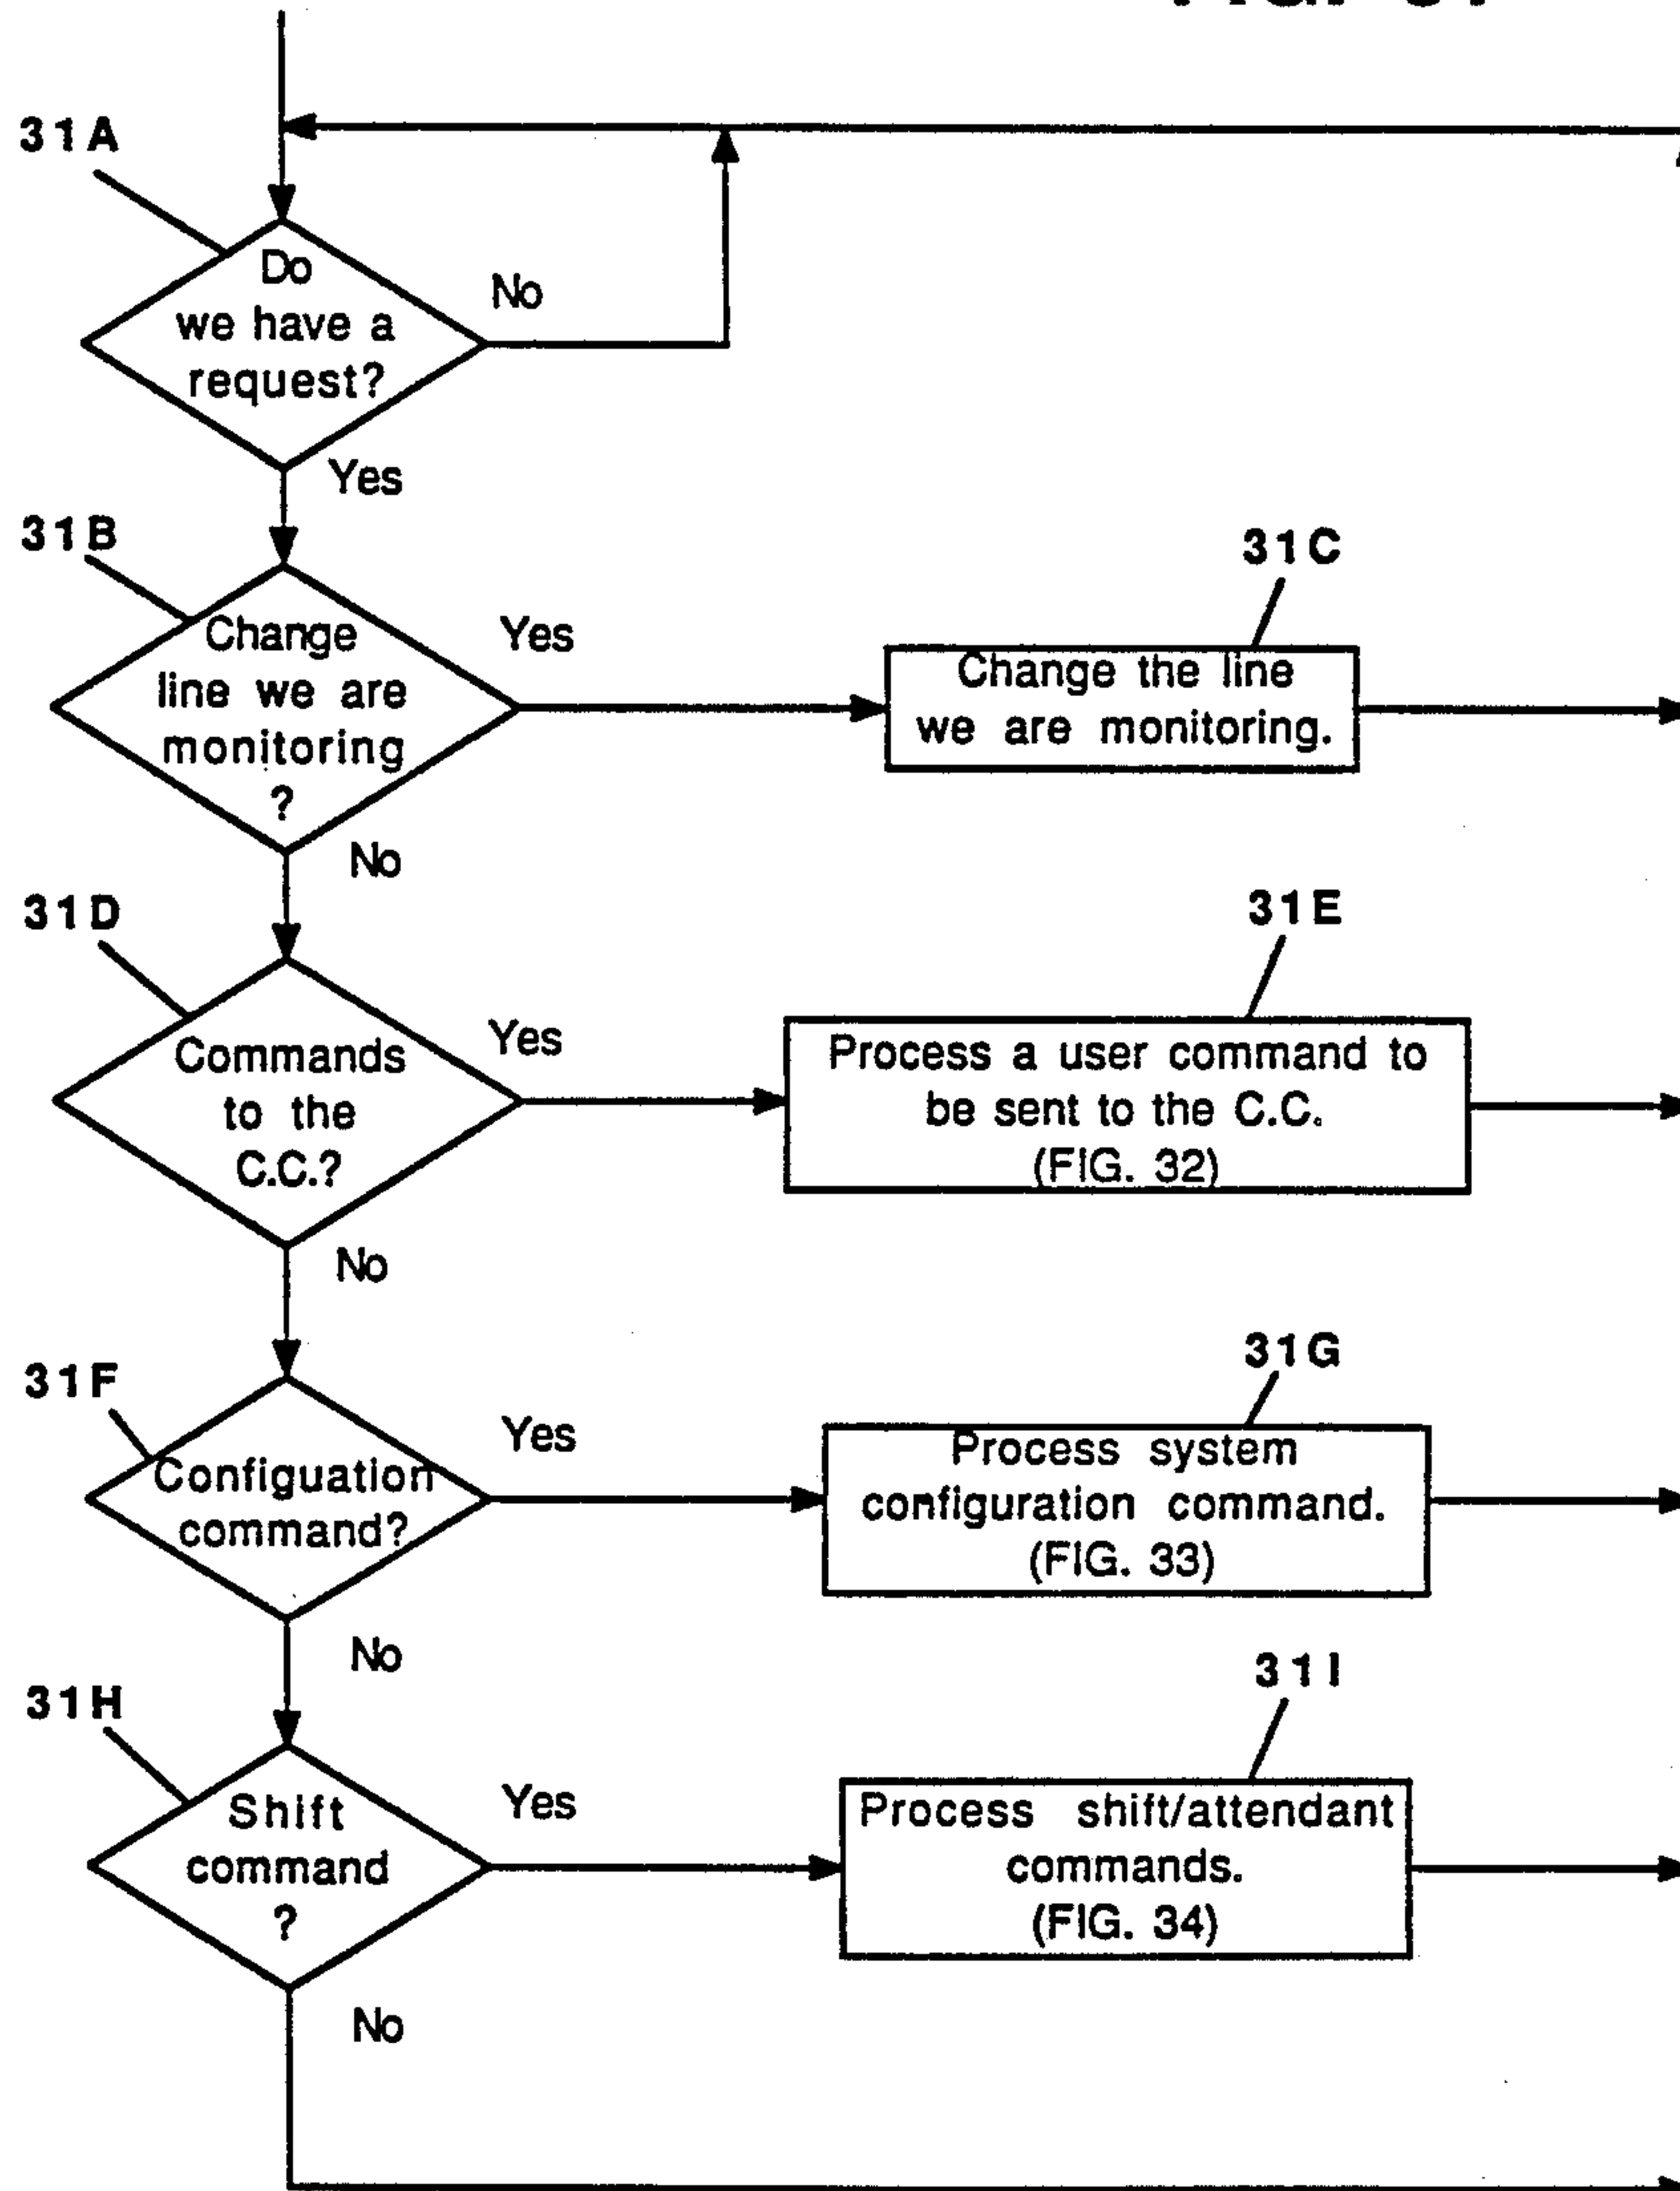 31A
Do
we have a
request?
No
Yes
31B
Change
line we are
monitoring
?
Yes
31C
Change the line
we are monitoring.
No
31D
Commands
to the
C.C.?
Yes
31E
Process a user command to
be sent to the C.C.
(FIG. 32)
No
31F
Configuation
command?
Yes
31G
Process system
configuration command.
(FIG. 33)
No
31H
Shift
command
?
Yes
31I
Process shift/attendant
commands.
(FIG. 34)
No